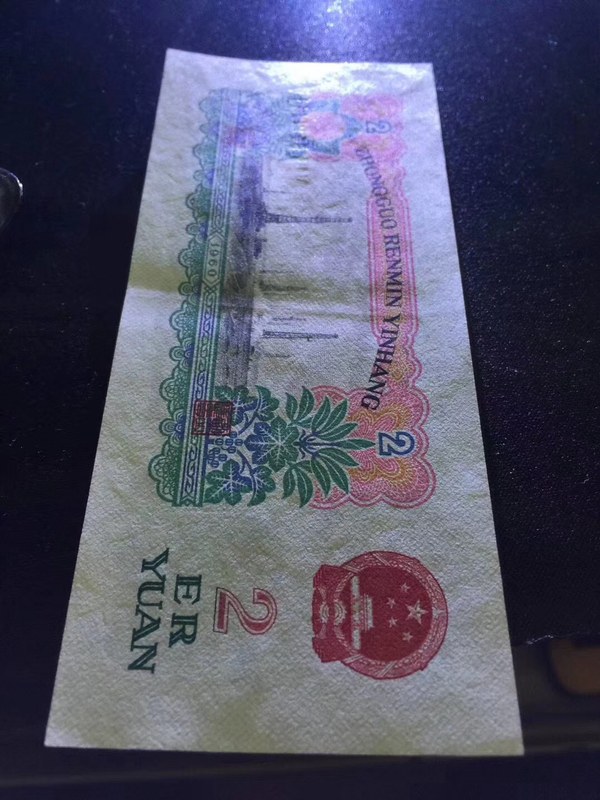 2
ZHONGGUO RENMIN YINHANG
2
1960
2
ER
YUAN